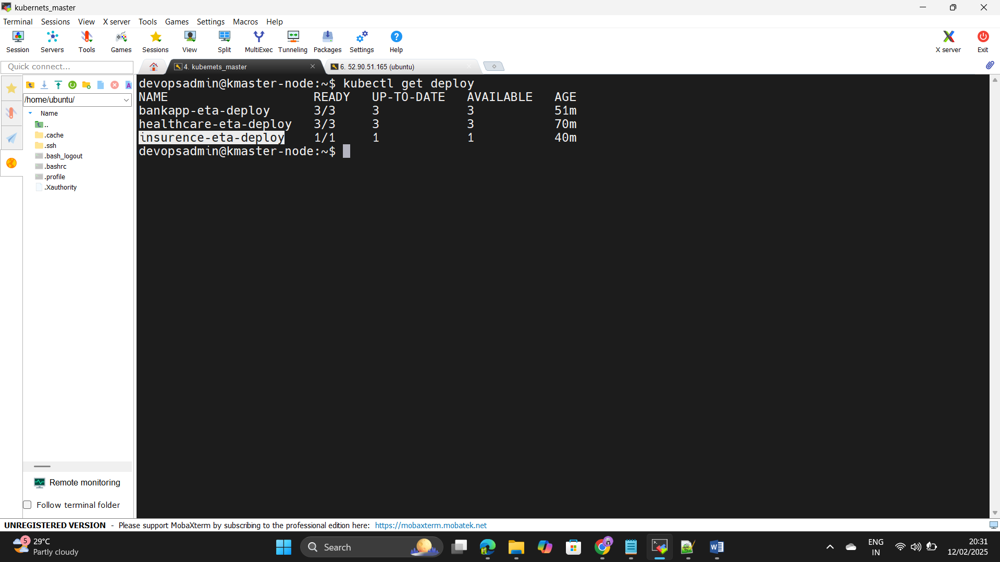 kubernets_master
Terminal Sessions View X server Tools Games Settings Macros Help
Session Servers Tools Games Sessions View Split MultiExec Tunneling Packages Settings Help X server Exit
Quick connect...
4. kubernets_master
6. 52.90.51.165 (ubuntu)
/home/ubuntu/
Name
..
.cache
.ssh
.bash_logout
.bashrc
.profile
.Xauthority
Remote monitoring
Follow terminal folder
devopsadmin@kmaster-node:~$ kubectl get deploy
NAME READY UP-TO-DATE AVAILABLE AGE
bankapp-eta-deploy 3/3 3 3 51m
healthcare-eta-deploy 3/3 3 3 70m
insurence-eta-deploy 1/1 1 1 40m
devopsadmin@kmaster-node:~$
UNREGISTERED VERSION - Please support MobaXterm by subscribing to the professional edition here: https://mobaxterm.mobatek.net
5
29°C
Partly cloudy
Search
ENG
IN
20:31
12/02/2025